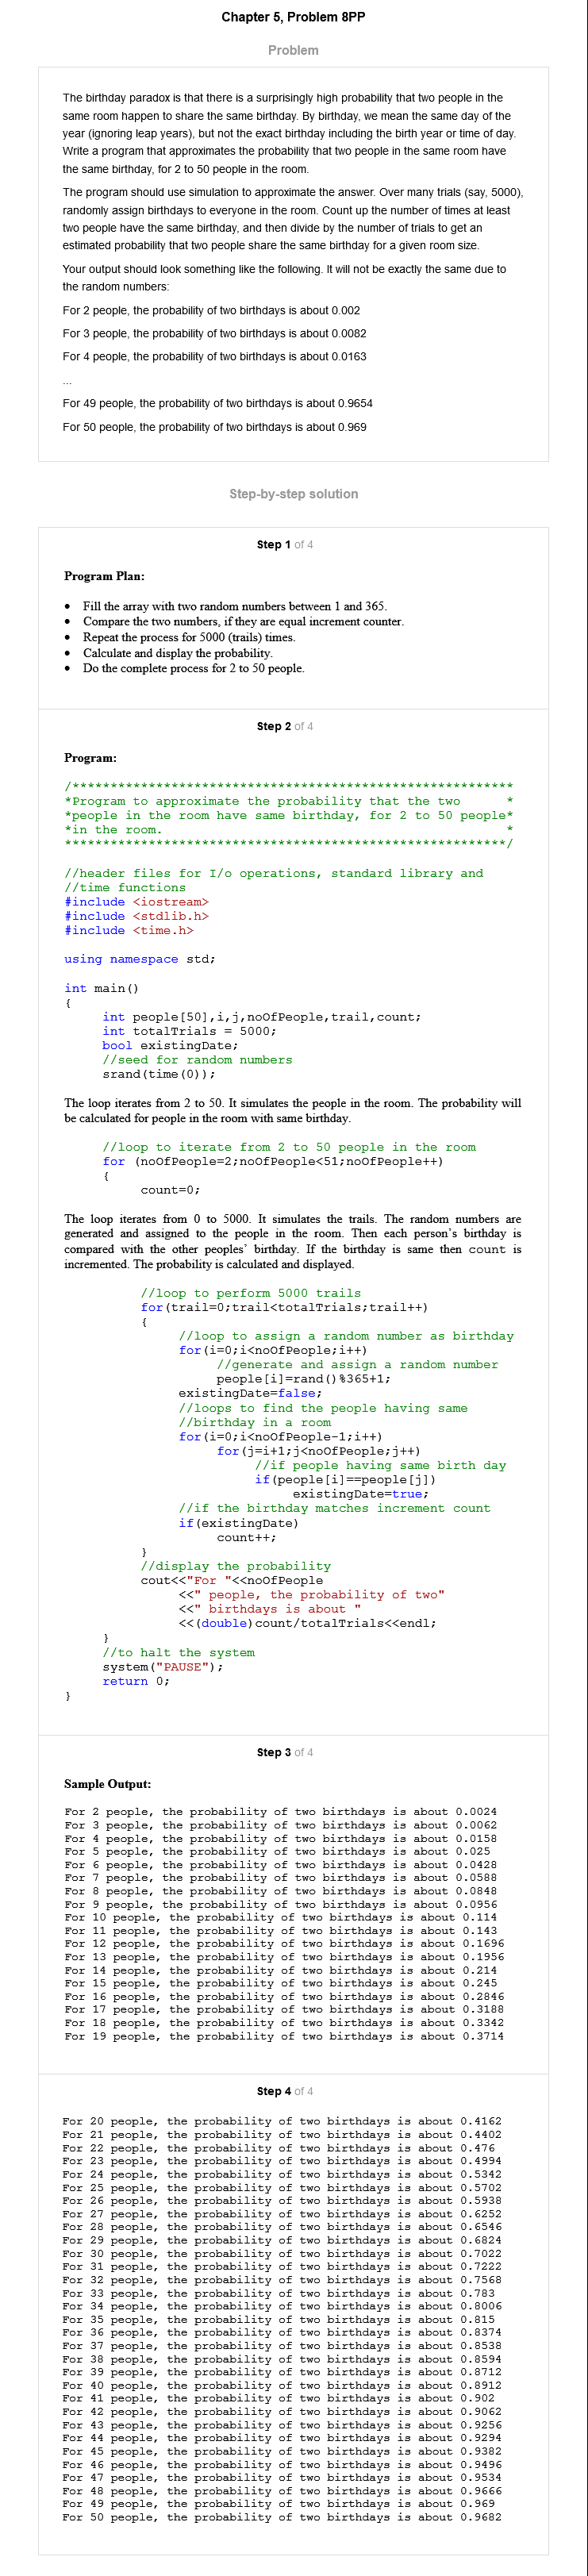 Chapter 5, Problem 8PP
Problem
The birthday paradox is that there is a surprisingly high probability that two people in the
same room happen to share the same birthday. By birthday, we mean the same day of the
year (ignoring leap years), but not the exact birthday including the birth year or time of day.
Write a program that approximates the probability that two people in the same room have
the same birthday, for 2 to 50 people in the room.
The program should use simulation to approximate the answer. Over many trials (say, 5000),
randomly assign birthdays to everyone in the room. Count up the number of times at least
two people have the same birthday, and then divide by the number of trials to get an
estimated probability that two people share the same birthday for a given room size.
Your output should look something like the following. It will not be exactly the same due to
the random numbers:
For 2 people, the probability of two birthdays is about 0.002
For 3 people, the probability of two birthdays is about 0.0082
For 4 people, the probability of two birthdays is about 0.0163
...
For 49 people, the probability of two birthdays is about 0.9654
For 50 people, the probability of two birthdays is about 0.969
Step-by-step solution
Step 1 of 4
Program Plan:
• Fill the array with two random numbers between 1 and 365.
• Compare the two numbers, if they are equal increment counter.
• Repeat the process for 5000 (trails) times.
• Calculate and display the probability.
• Do the complete process for 2 to 50 people.
Step 2 of 4
Program:
/**********************************************************
*Program to approximate the probability that the two      *
*people in the room have same birthday, for 2 to 50 people*
*in the room.                                             *
**********************************************************/
//header files for I/o operations, standard library and
//time functions
#include <iostream>
#include <stdlib.h>
#include <time.h>
using namespace std;
int main()
{
int people[50],i,j,noOfPeople,trail,count;
int totalTrials = 5000;
bool existingDate;
//seed for random numbers
srand(time(0));
The loop iterates from 2 to 50. It simulates the people in the room. The probability will
be calculated for people in the room with same birthday.
//loop to iterate from 2 to 50 people in the room
for (noOfPeople=2;noOfPeople<51;noOfPeople++)
{
count=0;
The loop iterates from 0 to 5000. It simulates the trails. The random numbers are
generated and assigned to the people in the room. Then each person's birthday is
compared with the other peoples' birthday. If the birthday is same then count is
incremented. The probability is calculated and displayed.
//loop to perform 5000 trails
for(trail=0;trail<totalTrials;trail++)
{
//loop to assign a random number as birthday
for(i=0;i<noOfPeople;i++)
//generate and assign a random number
people[i]=rand()%365+1;
existingDate=false;
//loops to find the people having same
//birthday in a room
for(i=0;i<noOfPeople-1;i++)
for(j=i+1;j<noOfPeople;j++)
//if people having same birth day
if(people[i]==people[j])
existingDate=true;
//if the birthday matches increment count
if(existingDate)
count++;
}
//display the probability
cout<<"For "<<noOfPeople
<<" people, the probability of two"
<<" birthdays is about "
<<(double)count/totalTrials<<endl;
}
//to halt the system
system("PAUSE");
return 0;
}
Step 3 of 4
Sample Output:
For 2 people, the probability of two birthdays is about 0.0024
For 3 people, the probability of two birthdays is about 0.0062
For 4 people, the probability of two birthdays is about 0.0158
For 5 people, the probability of two birthdays is about 0.025
For 6 people, the probability of two birthdays is about 0.0428
For 7 people, the probability of two birthdays is about 0.0588
For 8 people, the probability of two birthdays is about 0.0848
For 9 people, the probability of two birthdays is about 0.0956
For 10 people, the probability of two birthdays is about 0.114
For 11 people, the probability of two birthdays is about 0.143
For 12 people, the probability of two birthdays is about 0.1696
For 13 people, the probability of two birthdays is about 0.1956
For 14 people, the probability of two birthdays is about 0.214
For 15 people, the probability of two birthdays is about 0.245
For 16 people, the probability of two birthdays is about 0.2846
For 17 people, the probability of two birthdays is about 0.3188
For 18 people, the probability of two birthdays is about 0.3342
For 19 people, the probability of two birthdays is about 0.3714
Step 4 of 4
For 20 people, the probability of two birthdays is about 0.4162
For 21 people, the probability of two birthdays is about 0.4402
For 22 people, the probability of two birthdays is about 0.476
For 23 people, the probability of two birthdays is about 0.4994
For 24 people, the probability of two birthdays is about 0.5342
For 25 people, the probability of two birthdays is about 0.5702
For 26 people, the probability of two birthdays is about 0.5938
For 27 people, the probability of two birthdays is about 0.6252
For 28 people, the probability of two birthdays is about 0.6546
For 29 people, the probability of two birthdays is about 0.6824
For 30 people, the probability of two birthdays is about 0.7022
For 31 people, the probability of two birthdays is about 0.7222
For 32 people, the probability of two birthdays is about 0.7568
For 33 people, the probability of two birthdays is about 0.783
For 34 people, the probability of two birthdays is about 0.8006
For 35 people, the probability of two birthdays is about 0.815
For 36 people, the probability of two birthdays is about 0.8374
For 37 people, the probability of two birthdays is about 0.8538
For 38 people, the probability of two birthdays is about 0.8594
For 39 people, the probability of two birthdays is about 0.8712
For 40 people, the probability of two birthdays is about 0.8912
For 41 people, the probability of two birthdays is about 0.902
For 42 people, the probability of two birthdays is about 0.9062
For 43 people, the probability of two birthdays is about 0.9256
For 44 people, the probability of two birthdays is about 0.9294
For 45 people, the probability of two birthdays is about 0.9382
For 46 people, the probability of two birthdays is about 0.9496
For 47 people, the probability of two birthdays is about 0.9534
For 48 people, the probability of two birthdays is about 0.9666
For 49 people, the probability of two birthdays is about 0.969
For 50 people, the probability of two birthdays is about 0.9682